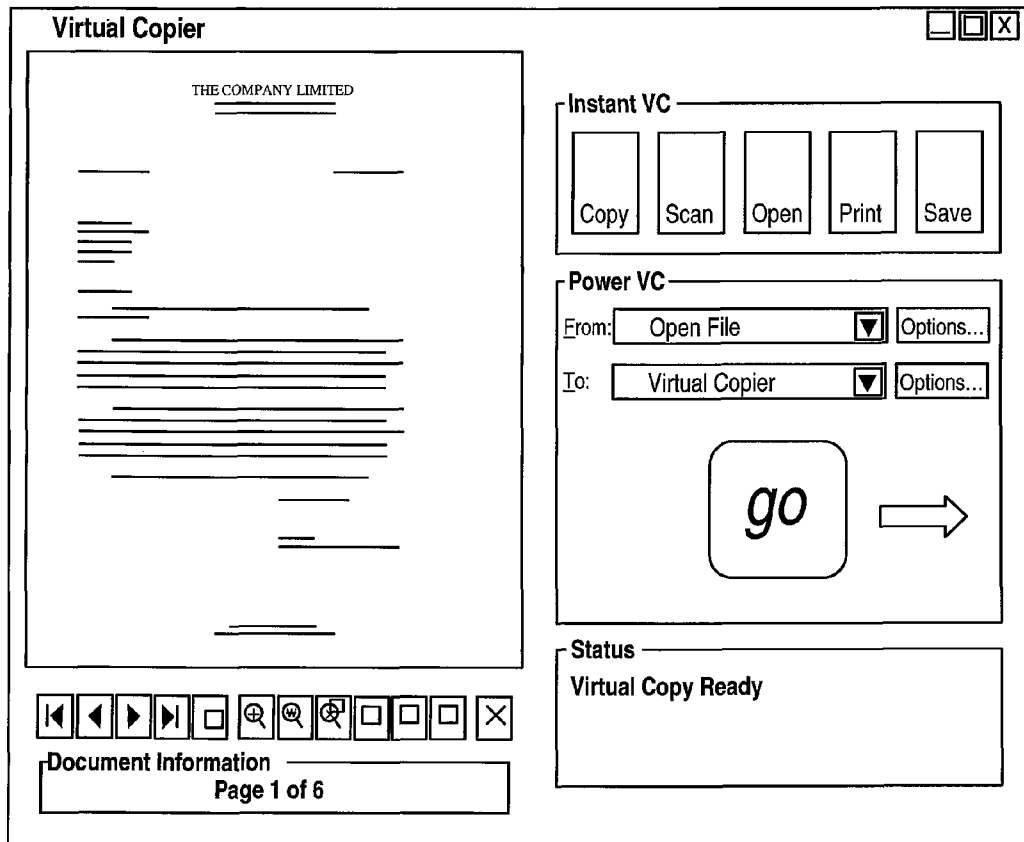 Virtual Copier
X
THE COMPANY LIMITED
Instant VC
Copy Scan Open Print Save
Power VC
From: Open File Options...
To: Virtual Copier Options...
go
Status
Virtual Copy Ready
Document Information
Page 1 of 6